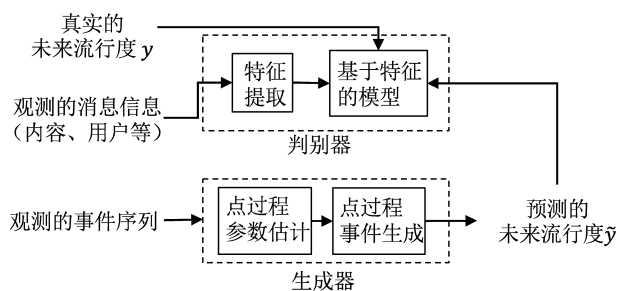 真实的
未来流行度 y
特征
提取
基于特征
的模型
观测的消息信息
（内容、用户等）
判别器
观测的事件序列
点过程
参数估计
点过程
事件生成
预测的
未来流行度ỹ
生成器